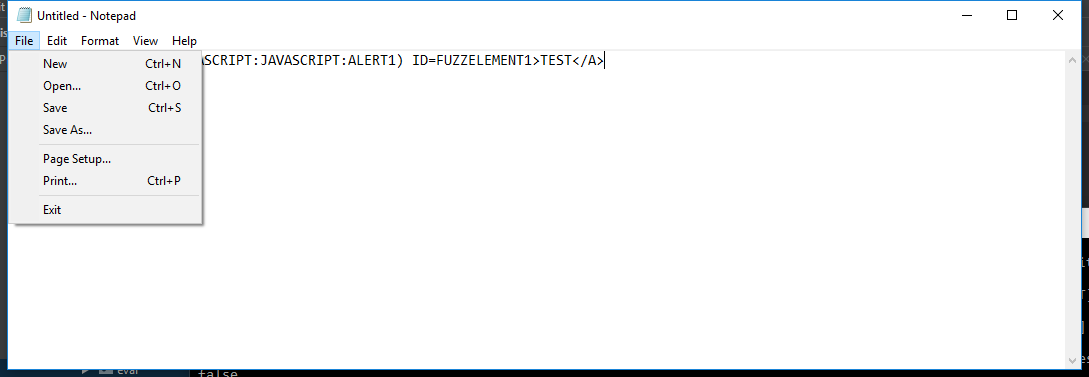 Untitled - Notepad
File Edit Format View Help
ASCRIPT:JAVASCRIPT:ALERT1) ID=FUZZELEMENT1>TEST</A>
New Ctrl+N
Open... Ctrl+O
Save Ctrl+S
Save As...
Page Setup...
Print... Ctrl+P
Exit
eval
false